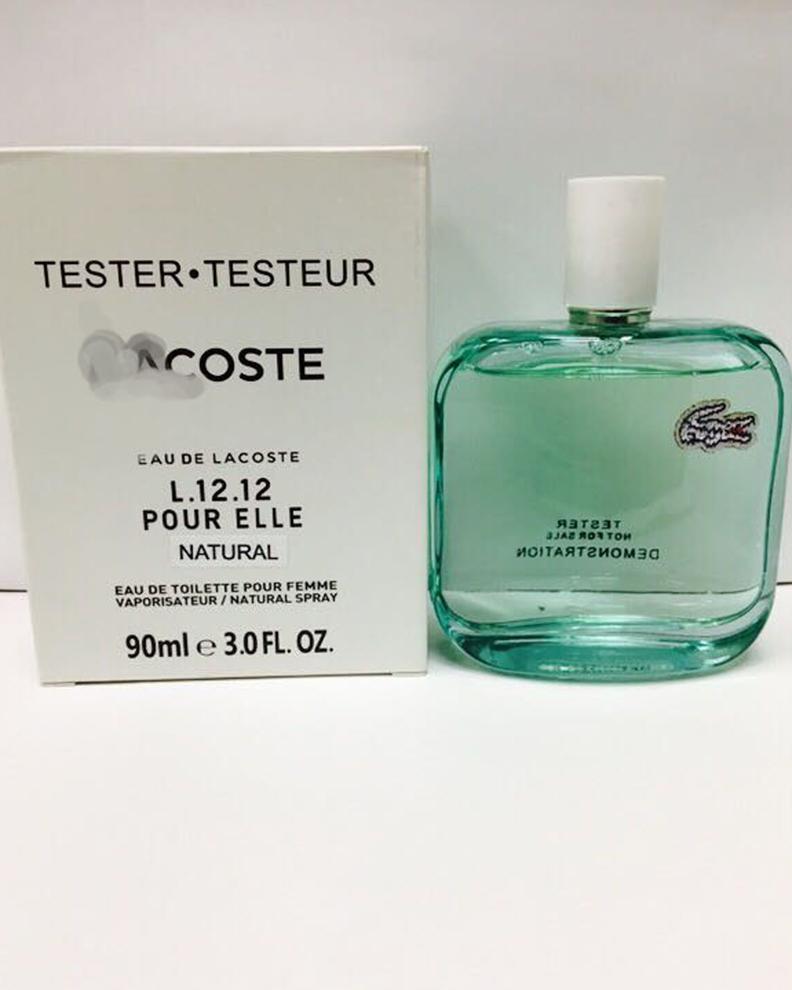 TESTER•TESTEUR
LACOSTE
EAU DE LACOSTE
L.12.12
POUR ELLE
NATURAL
EAU DE TOILETTE POUR FEMME
VAPORISATEUR / NATURAL SPRAY
90ml e 3.0 FL. OZ.
TESTER
NOT FOR SALE
DEMONSTRATION